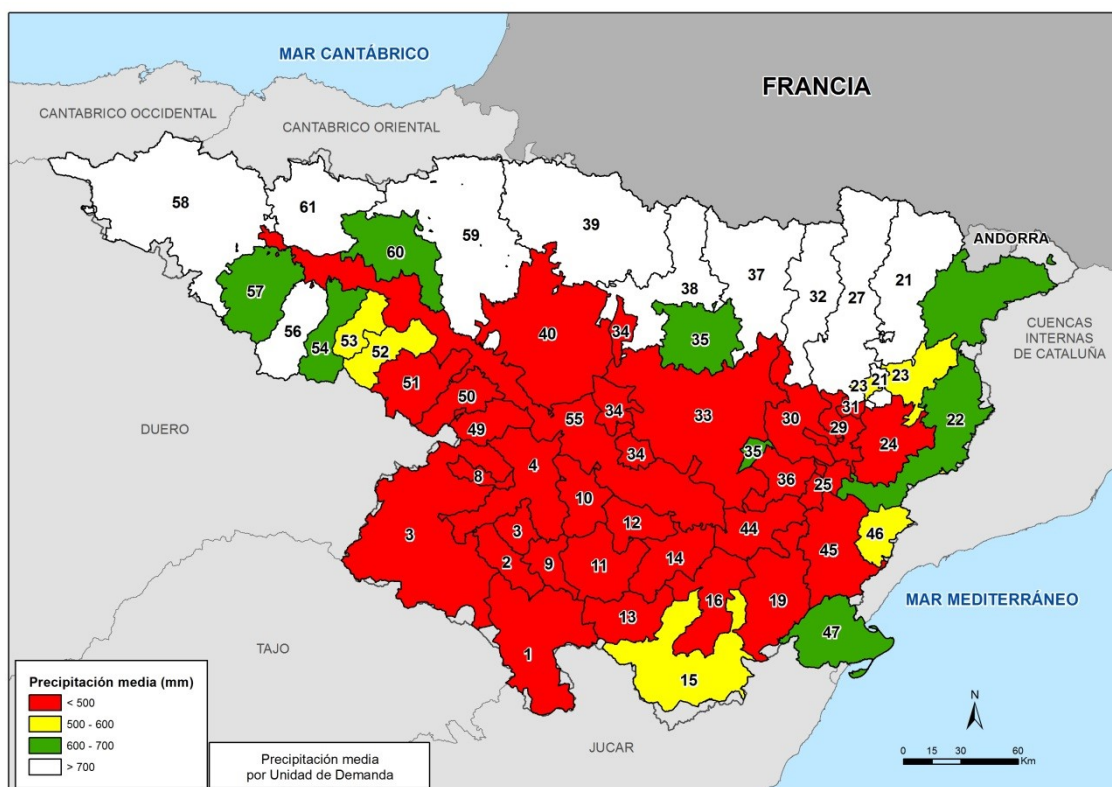 MAR CANTÁBRICO
FRANCIA
CANTABRICO OCCIDENTAL
CANTABRICO ORIENTAL
58
61
59
39
60
ANDORRA
57
38
37
32
27
21
CUENCAS
INTERNAS
DE CATALUÑA
56
54
53
52
40
34
35
23
21
23
51
50
55
34
33
30
31
29
22
DUERO
49
34
35
24
8
4
36
25
10
3
3
12
44
46
2
9
11
14
45
16
19
MAR MEDITERRÁNEO
13
47
TAJO
1
15
JUCAR
Precipitación media (mm)
< 500
500 - 600
600 - 700
> 700
Precipitación media
por Unidad de Demanda
N
0 15 30 60
Km